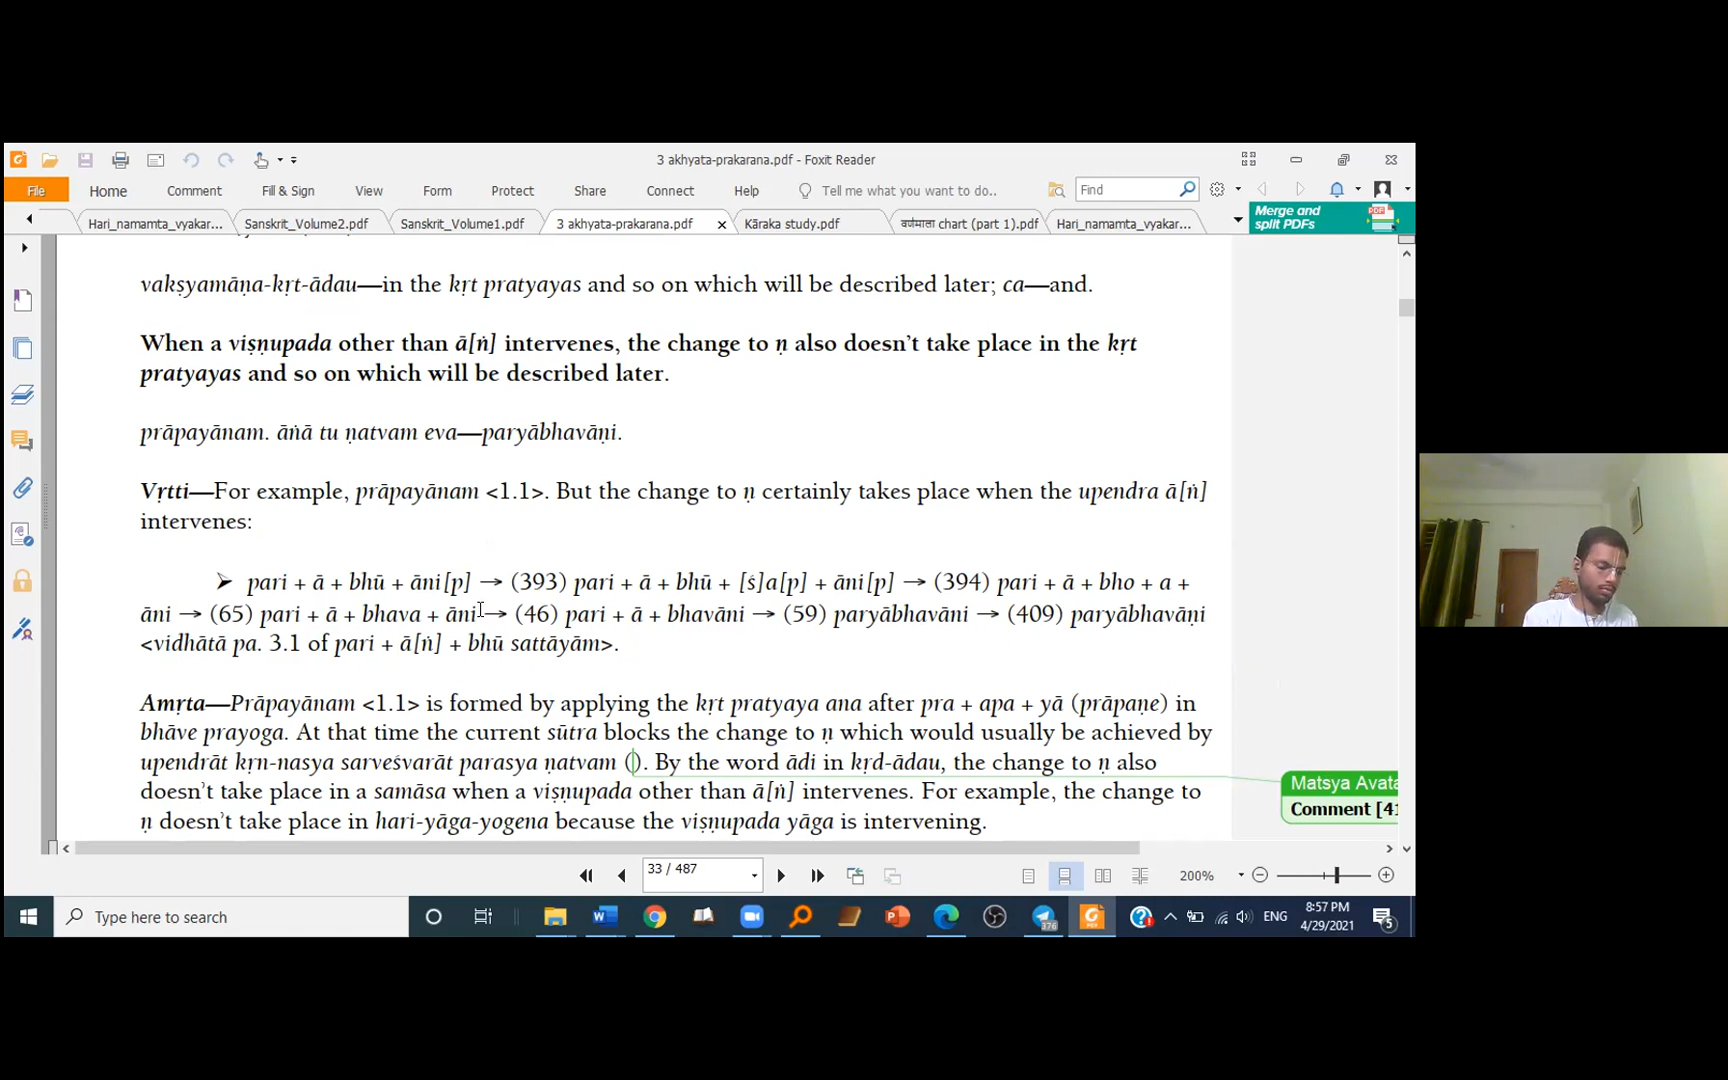 3 akhyata-prakarana.pdf - Foxit Reader
File Home Comment Fill & Sign View Form Protect Share Connect Help Tell me what you want to do.. Find
Hari_namamta_vyakar... Sanskrit_Volume2.pdf Sanskrit_Volume1.pdf 3 akhyata-prakarana.pdf Kāraka study.pdf वर्णमाला chart (part 1).pdf Hari_namamta_vyakar... Merge and split PDFs
vakṣyamāṇa-kṛt-ādau—in the kṛt pratyayas and so on which will be described later; ca—and.
When a viṣṇupada other than ā[ṅ] intervenes, the change to ṇ also doesn't take place in the kṛt
pratyayas and so on which will be described later.
prāpayānam. āṅā tu ṇatvam eva—paryābhavāṇi.
Vṛtti—For example, prāpayānam <1.1>. But the change to ṇ certainly takes place when the upendra ā[ṅ]
intervenes:
➢ pari + ā + bhū + āni[p] → (393) pari + ā + bhū + [ś]a[p] + āni[p] → (394) pari + ā + bho + a +
āni → (65) pari + ā + bhava + āni → (46) pari + ā + bhavāni → (59) paryābhavāni → (409) paryābhavāṇi
<vidhātā pa. 3.1 of pari + ā[ṅ] + bhū sattāyām>.
Amṛta—Prāpayānam <1.1> is formed by applying the kṛt pratyaya ana after pra + apa + yā (prāpaṇe) in
bhāve prayoga. At that time the current sūtra blocks the change to ṇ which would usually be achieved by
upendrāt kṛn-nasya sarveśvarāt parasya ṇatvam (). By the word ādi in kṛd-ādau, the change to ṇ also
doesn't take place in a samāsa when a viṣṇupada other than ā[ṅ] intervenes. For example, the change to
ṇ doesn't take place in hari-yāga-yogena because the viṣṇupada yāga is intervening.
Matsya Avata
Comment [41
33 / 487
200%
Type here to search
376
ENG
8:57 PM
4/29/2021
5